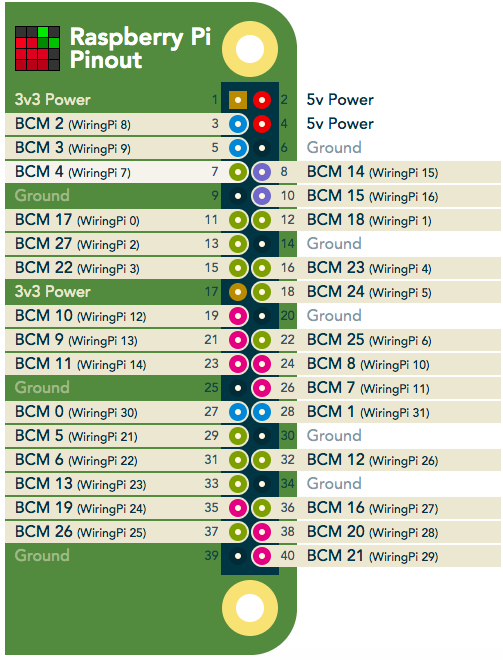 Raspberry Pi
Pinout
3v3 Power 1 2 5v Power
BCM 2 (WiringPi 8) 3 4 5v Power
BCM 3 (WiringPi 9) 5 6 Ground
BCM 4 (WiringPi 7) 7 8 BCM 14 (WiringPi 15)
Ground 9 10 BCM 15 (WiringPi 16)
BCM 17 (WiringPi 0) 11 12 BCM 18 (WiringPi 1)
BCM 27 (WiringPi 2) 13 14 Ground
BCM 22 (WiringPi 3) 15 16 BCM 23 (WiringPi 4)
3v3 Power 17 18 BCM 24 (WiringPi 5)
BCM 10 (WiringPi 12) 19 20 Ground
BCM 9 (WiringPi 13) 21 22 BCM 25 (WiringPi 6)
BCM 11 (WiringPi 14) 23 24 BCM 8 (WiringPi 10)
Ground 25 26 BCM 7 (WiringPi 11)
BCM 0 (WiringPi 30) 27 28 BCM 1 (WiringPi 31)
BCM 5 (WiringPi 21) 29 30 Ground
BCM 6 (WiringPi 22) 31 32 BCM 12 (WiringPi 26)
BCM 13 (WiringPi 23) 33 34 Ground
BCM 19 (WiringPi 24) 35 36 BCM 16 (WiringPi 27)
BCM 26 (WiringPi 25) 37 38 BCM 20 (WiringPi 28)
Ground 39 40 BCM 21 (WiringPi 29)